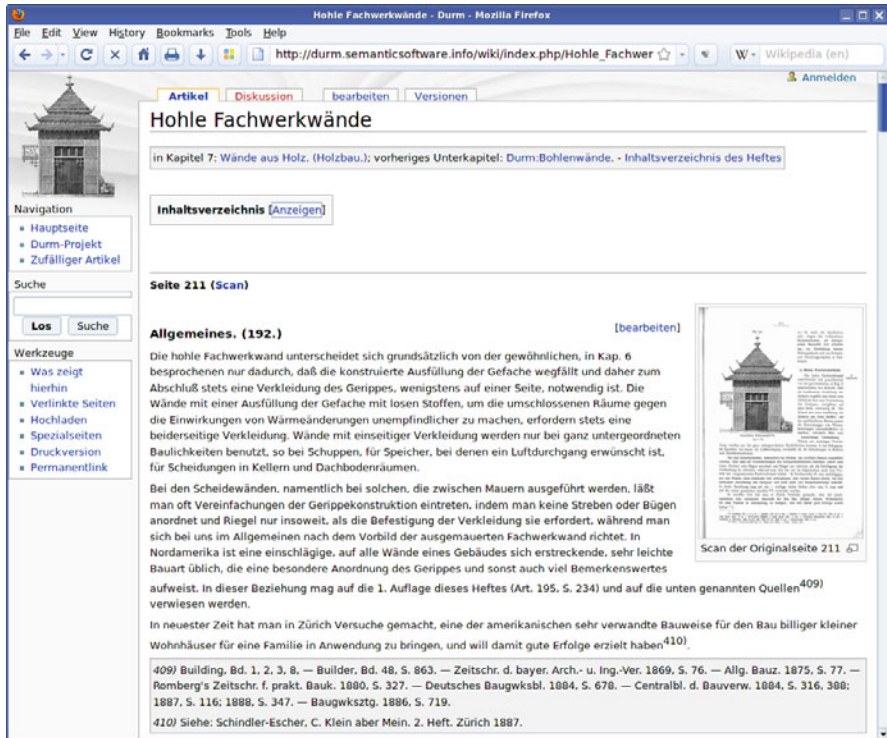 Hohle Fachwerkwände - Durm - Mozilla Firefox
File Edit View History Bookmarks Tools Help
http://durm.semanticsoftware.info/wiki/index.php/Hohle_Fachwer
W Wikipedia (en)
Anmelden
Artikel Diskussion bearbeiten Versionen
Hohle Fachwerkwände
in Kapitel 7: Wände aus Holz. (Holzbau.); vorheriges Unterkapitel: Durm:Bohlenwände. - Inhaltsverzeichnis des Heftes
Inhaltsverzeichnis [Anzeigen]
Navigation
Hauptseite
Durm-Projekt
Zufälliger Artikel
Suche
Los Suche
Werkzeuge
Was zeigt
hierhin
Verlinkte Seiten
Hochladen
Spezialseiten
Druckversion
Permanentlink
Seite 211 (Scan)
Allgemeines. (192.)
[bearbeiten]
Die hohle Fachwerkwand unterscheidet sich grundsätzlich von der gewöhnlichen, in Kap. 6
besprochenen nur dadurch, daß die konstruierte Ausfüllung der Gefache wegfällt und daher zum
Abschluß stets eine Verkleidung des Gerippes, wenigstens auf einer Seite, notwendig ist. Die
Wände mit einer Ausfüllung der Gefache mit losen Stoffen, um die umschlossenen Räume gegen
die Einwirkungen von Wärmeänderungen unempfindlicher zu machen, erfordern stets eine
beiderseitige Verkleidung. Wände mit einseitiger Verkleidung werden nur bei ganz untergeordneten
Baulichkeiten benutzt, so bei Schuppen, für Speicher, bei denen ein Luftdurchgang erwünscht ist,
für Scheidungen in Kellern und Dachbodenräumen.
Bei den Scheidewänden, namentlich bei solchen, die zwischen Mauern ausgeführt werden, läßt
man oft Vereinfachungen der Gerippekonstruktion eintreten, indem man keine Streben oder Bügen
anordnet und Riegel nur insoweit, als die Befestigung der Verkleidung sie erfordert, während man
sich bei uns im Allgemeinen nach dem Vorbild der ausgemauerten Fachwerkwand richtet. In
Nordamerika ist eine einschlägige, auf alle Wände eines Gebäudes sich erstreckende, sehr leichte
Bauart üblich, die eine besondere Anordnung des Gerippes und sonst auch viel Bemerkenswertes
aufweist. In dieser Beziehung mag auf die 1. Auflage dieses Heftes (Art. 195, S. 234) und auf die unten genannten Quellen409)
verwiesen werden.
In neuester Zeit hat man in Zürich Versuche gemacht, eine der amerikanischen sehr verwandte Bauweise für den Bau billiger kleiner
Wohnhäuser für eine Familie in Anwendung zu bringen, und will damit gute Erfolge erzielt haben410).
Scan der Originalseite 211
409) Building, Bd. 1, 2, 3, 8, — Builder, Bd. 48, S. 863. — Zeitschr. d. bayer. Arch.- u. Ing.-Ver. 1869, S. 76. — Allg. Bauz. 1875, S. 77. —
Romberg's Zeitschr. f. prakt. Bauk. 1880, S. 327. — Deutsches Baugwksbl. 1884, S. 678. — Centralbl. d. Bauverw. 1884, S. 316, 388;
1887, S. 116; 1888, S. 347. — Baugwksztg. 1886, S. 719.
410) Siehe: Schindler-Escher, C. Klein aber Mein. 2. Heft. Zürich 1887.